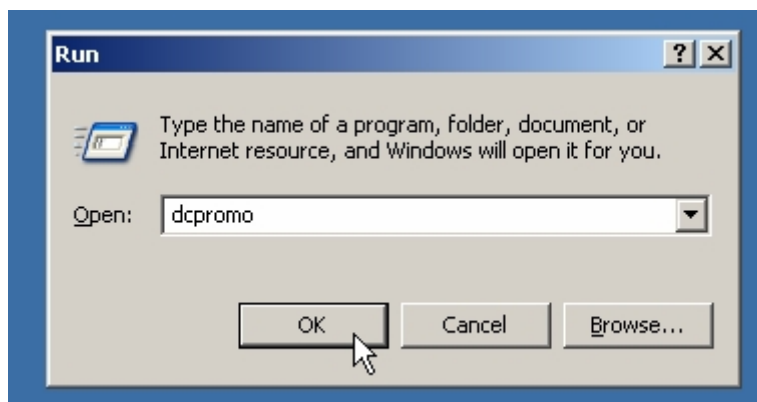 Run
Type the name of a program, folder, document, or
Internet resource, and Windows will open it for you.
Open:
dcpromo
OK
Cancel
Browse...